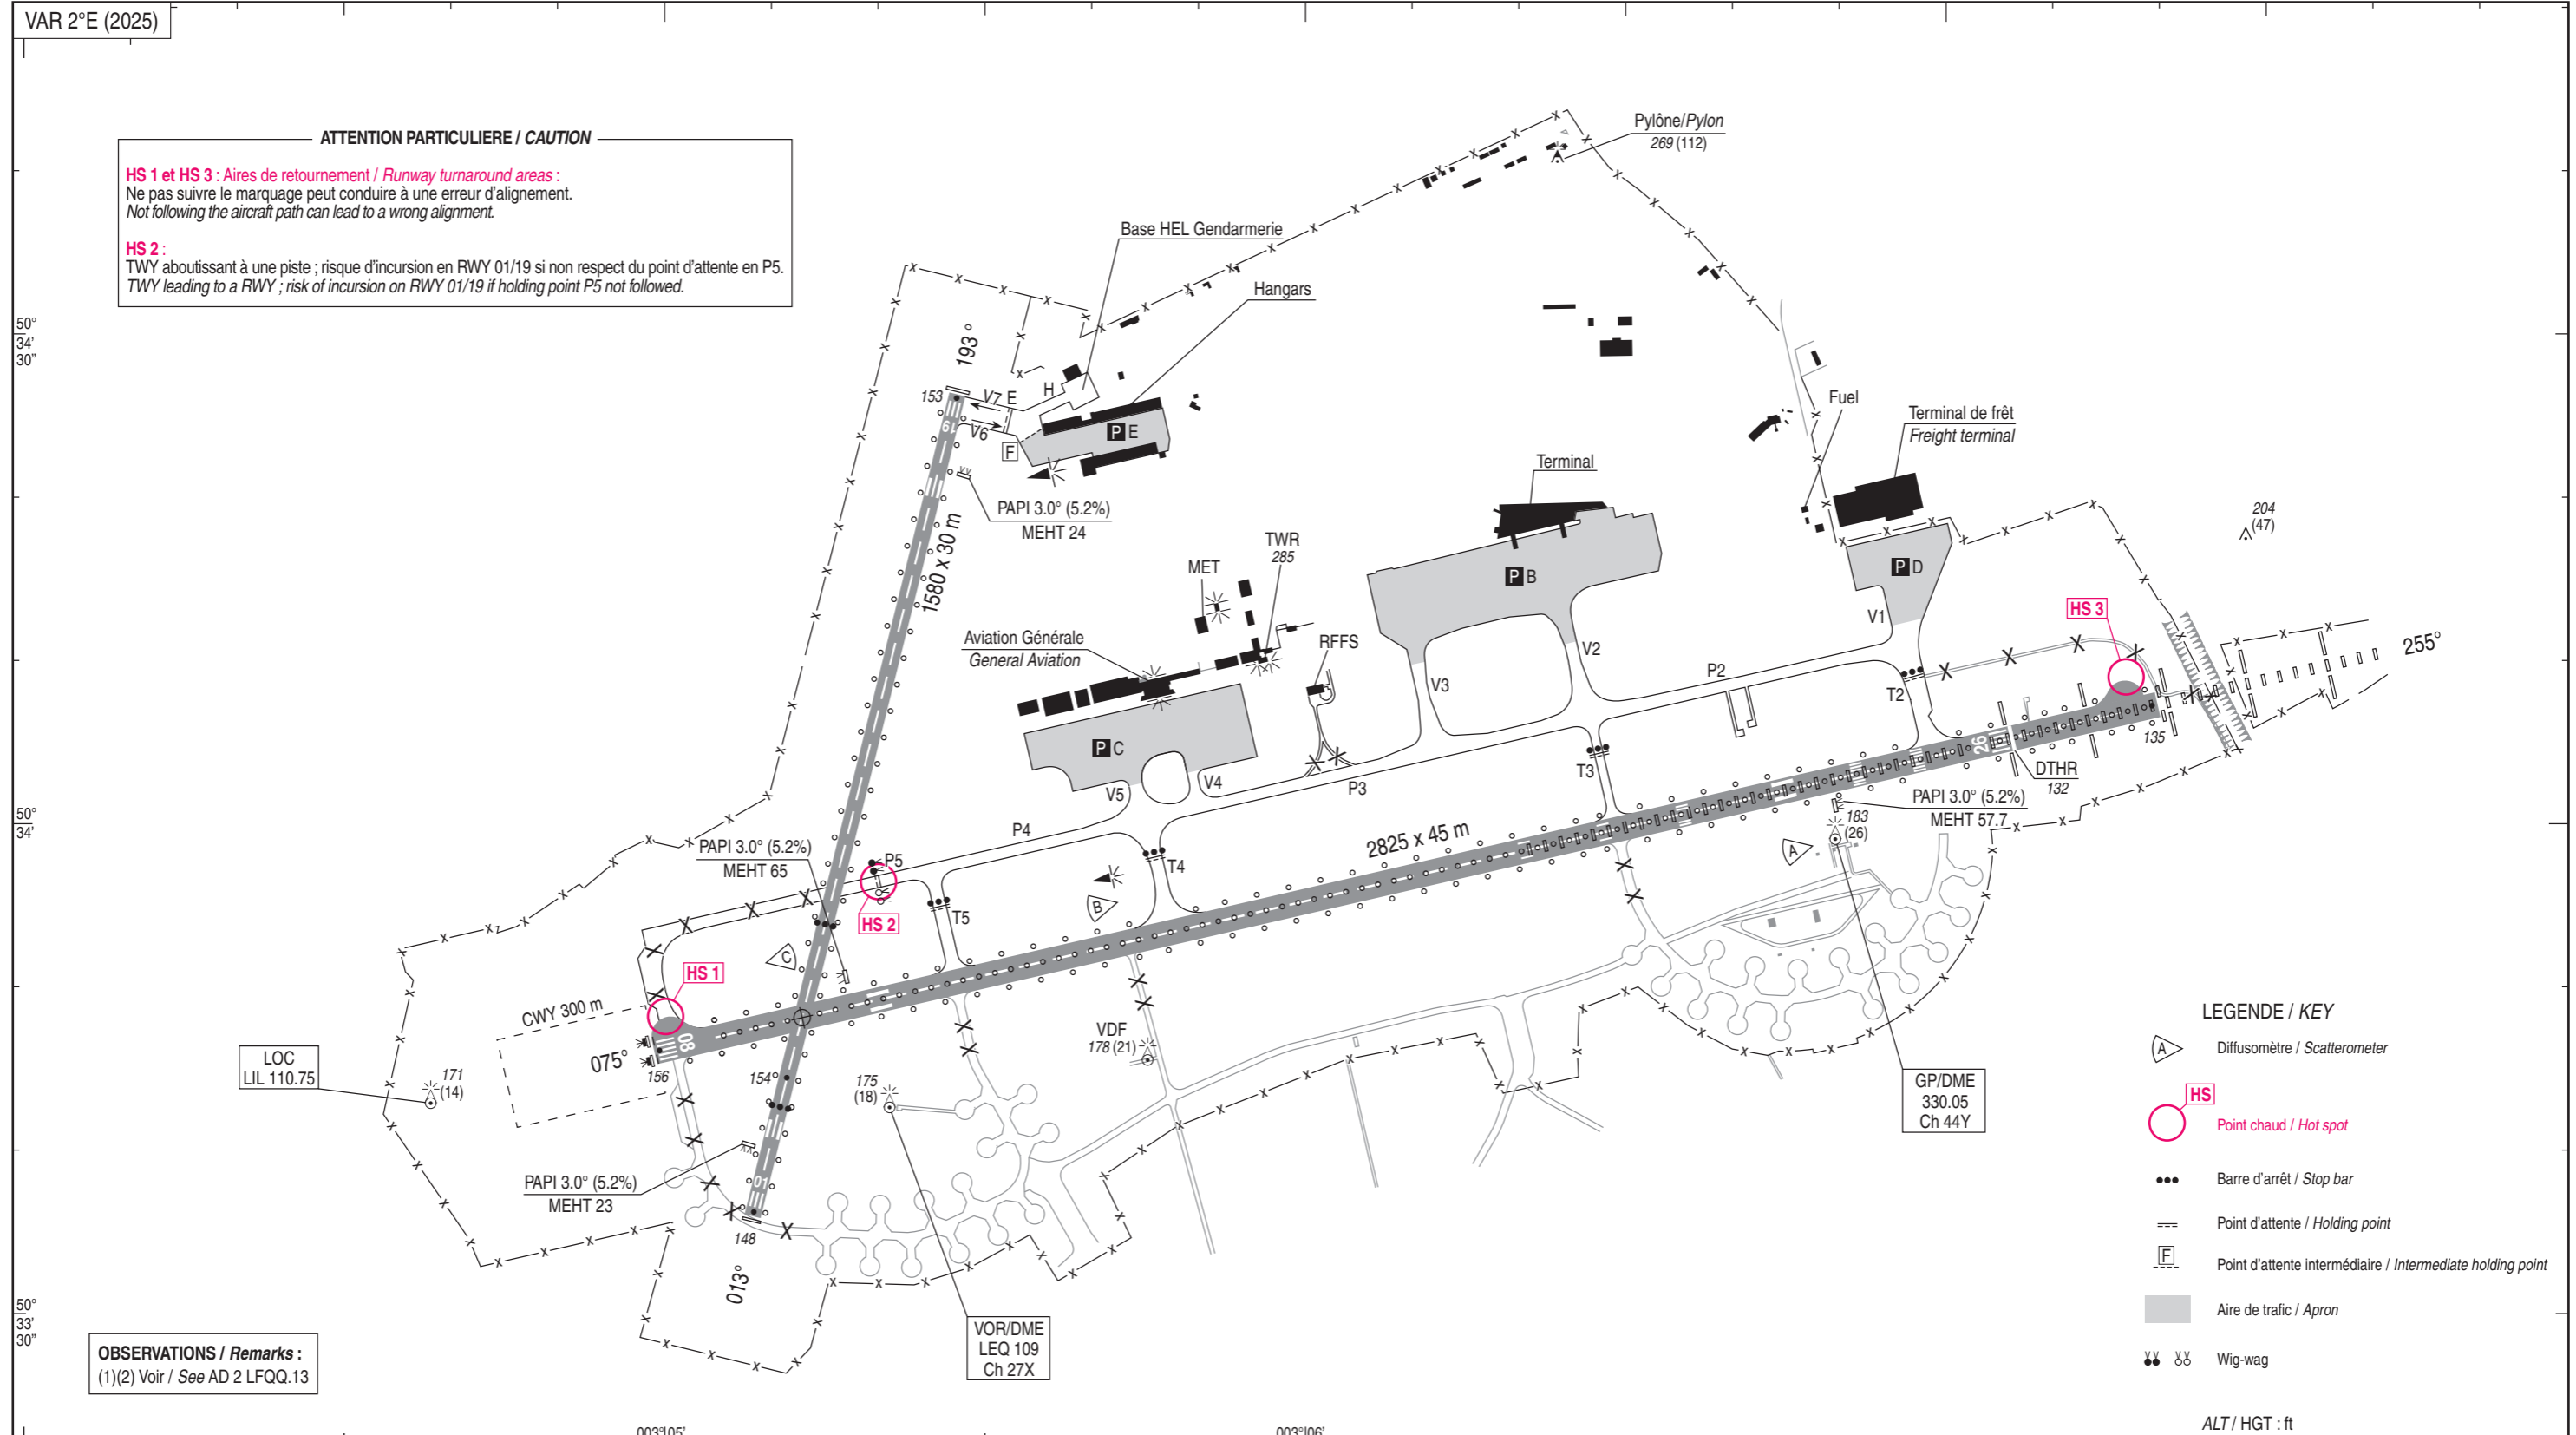 VAR 2°E (2025)
ATTENTION PARTICULIERE / CAUTION
HS 1 et HS 3 : Aires de retournement / Runway turnaround areas :
Ne pas suivre le marquage peut conduire à une erreur d'alignement.
Not following the aircraft path can lead to a wrong alignment.
HS 2 :
TWY aboutissant à une piste ; risque d'incursion en RWY 01/19 si non respect du point d'attente en P5.
TWY leading to a RWY ; risk of incursion on RWY 01/19 if holding point P5 not followed.
Pylône/Pylon
269 (112)
Base HEL Gendarmerie
Hangars
50°
34'
30"
193°
153
V7 E
H
V6
19
F
P E
PAPI 3.0° (5.2%)
MEHT 24
1580 x 30 m
Fuel
Terminal de frêt
Freight terminal
Terminal
204
(47)
TWR
285
MET
P B
P D
V1
HS 3
255°
Aviation Générale
General Aviation
RFFS
V2
V3
P2
T2
26
135
P C
V5
V4
T3
P3
DTHR
132
PAPI 3.0° (5.2%)
MEHT 57.7
50°
34'
P4
2825 x 45 m
183
(26)
A
PAPI 3.0° (5.2%)
MEHT 65
P5
T4
HS 2
T5
B
C
HS 1
CWY 300 m
08
075°
156
LOC
LIL 110.75
171
(14)
154
175
(18)
VDF
178 (21)
GP/DME
330.05
Ch 44Y
PAPI 3.0° (5.2%)
MEHT 23
01
148
013°
VOR/DME
LEQ 109
Ch 27X
50°
33'
30"
OBSERVATIONS / Remarks :
(1)(2) Voir / See AD 2 LFQQ.13
LEGENDE / KEY
A Diffusomètre / Scatterometer
HS
Point chaud / Hot spot
Barre d'arrêt / Stop bar
Point d'attente / Holding point
F Point d'attente intermédiaire / Intermediate holding point
Aire de trafic / Apron
Wig-wag
ALT / HGT : ft
003°05'
003°06'